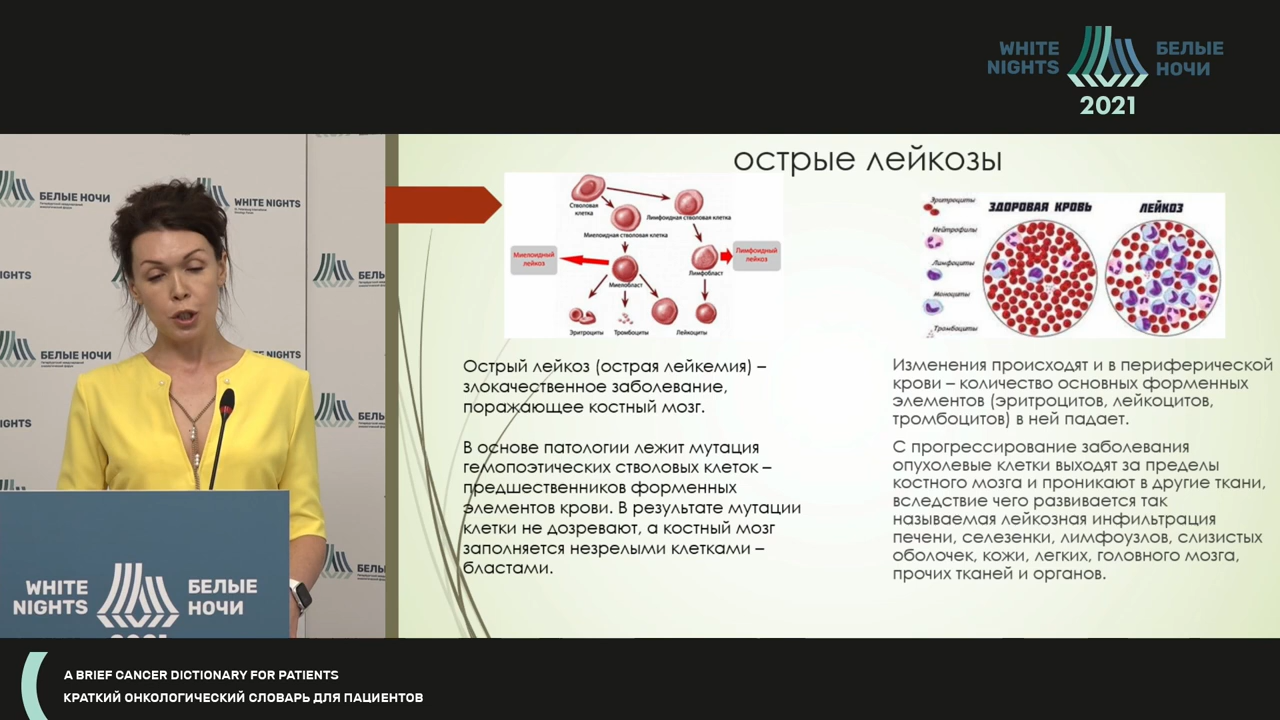 WHITE
NIGHTS
БЕЛЫЕ
НОЧИ
2021
БЕЛЫЕ НОЧИ
WHITE NIGHTS
NIGHTS
БЕЛЫЕ НОЧИ
NIGHTS
WHITE
NIGHTS
БЕЛЫЕ
НОЧИ
острые лейкозы
Стволовая
клетка
Лимфоидная стволовая клетка
Миелоидная стволовая клетка
Миелоидный
лейкоз
Лимфоидный
лейкоз
Лимфобласт
Миелобласт
Эритроциты
Тромбоциты
Лейкоциты
Эритроциты
Нейтрофилы
Лимфоциты
Моноциты
Тромбоциты
ЗДОРОВАЯ КРОВЬ
ЛЕЙКОЗ
Острый лейкоз (острая лейкемия) –
злокачественное заболевание,
поражающее костный мозг.
В основе патологии лежит мутация
гемопоэтических стволовых клеток –
предшественников форменных
элементов крови. В результате мутации
клетки не дозревают, а костный мозг
заполняется незрелыми клетками –
бластами.
Изменения происходят и в периферической
крови – количество основных форменных
элементов (эритроцитов, лейкоцитов,
тромбоцитов) в ней падает.
С прогрессирование заболевания
опухолевые клетки выходят за пределы
костного мозга и проникают в другие ткани,
вследствие чего развивается так
называемая лейкозная инфильтрация
печени, селезенки, лимфоузлов, слизистых
оболочек, кожи, легких, головного мозга,
прочих тканей и органов.
A BRIEF CANCER DICTIONARY FOR PATIENTS
КРАТКИЙ ОНКОЛОГИЧЕСКИЙ СЛОВАРЬ ДЛЯ ПАЦИЕНТОВ